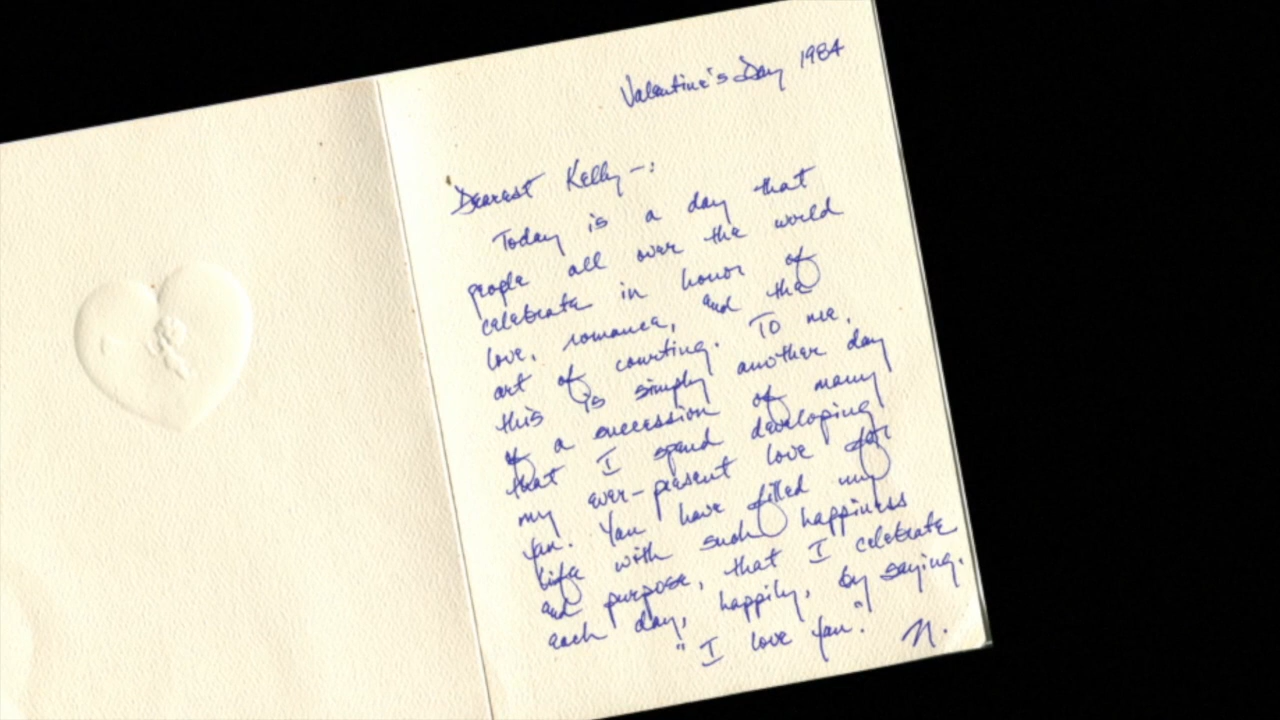 Valentine's Day 1984
Dearest Kelly—:
Today is a day that
people all over the world
celebrate in honor of
love, romance, and the
art of courting. To me,
this is simply another day
of a succession of many
that I spend developing
my ever-present love for
you. You have filled my
life with such happiness
and purpose, that I celebrate
each day, happily, by saying.
"I love you." N.